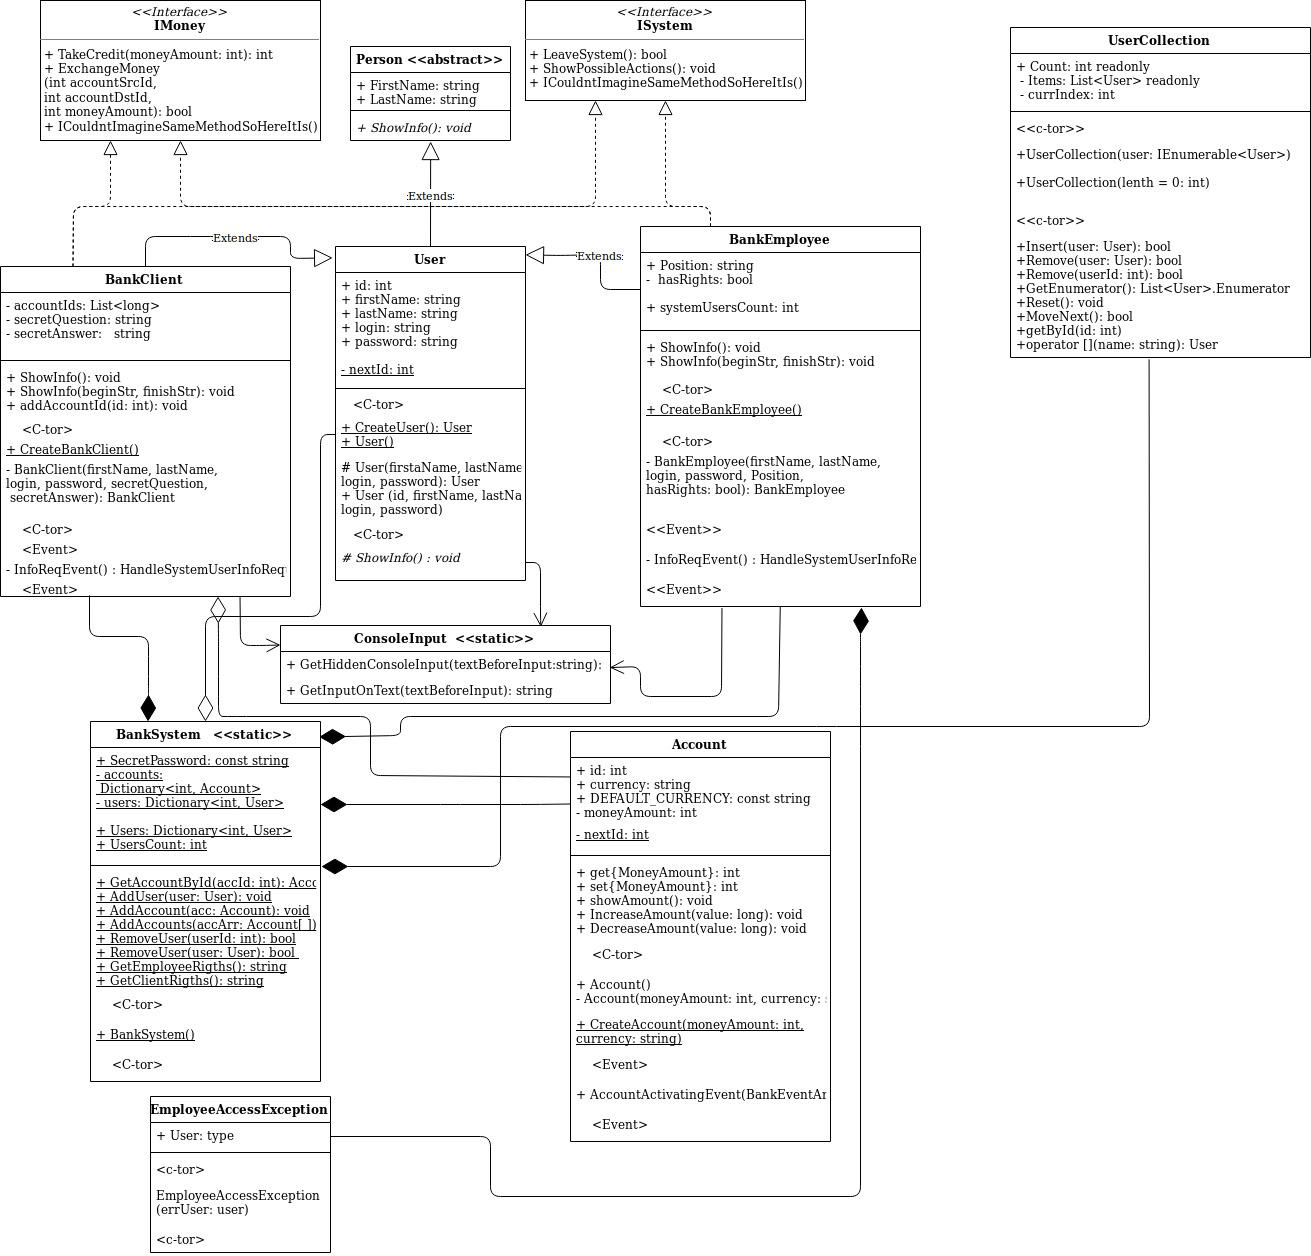 <<Interface>>
IMoney
+ TakeCredit(moneyAmount: int): int
+ ExchangeMoney
(int accountSrcId,
int accountDstId,
int moneyAmount): bool
+ ICouldntImagineSameMethodSoHereItIs()
Person <<abstract>>
+ FirstName: string
+ LastName: string
+ ShowInfo(): void
<<Interface>>
ISystem
+ LeaveSystem(): bool
+ ShowPossibleActions(): void
+ ICouldntImagineSameMethodSoHereItIs()
UserCollection
+ Count: int readonly
- Items: List<User> readonly
- currIndex: int
<<c-tor>>
+UserCollection(user: IEnumerable<User>)
+UserCollection(lenth = 0: int)
<<c-tor>>
+Insert(user: User): bool
+Remove(user: User): bool
+Remove(userId: int): bool
+GetEnumerator(): List<User>.Enumerator
+Reset(): void
+MoveNext(): bool
+getById(id: int)
+operator [](name: string): User
:Extends:
:Extends:
:Extends:
BankClient
- accountIds: List<long>
- secretQuestion: string
- secretAnswer:   string
+ ShowInfo(): void
+ ShowInfo(beginStr, finishStr): void
+ addAccountId(id: int): void
<C-tor>
+ CreateBankClient()
- BankClient(firstName, lastName,
login, password, secretQuestion,
secretAnswer): BankClient
<C-tor>
<Event>
- InfoReqEvent() : HandleSystemUserInfoReq
<Event>
User
+ id: int
+ firstName: string
+ lastName: string
+ login: string
+ password: string
- nextId: int
<C-tor>
+ CreateUser(): User
+ User()
# User(firstaName, lastName
login, password): User
+ User (id, firstName, lastNa
login, password)
<C-tor>
# ShowInfo() : void
BankEmployee
+ Position: string
-  hasRights: bool
+ systemUsersCount: int
+ ShowInfo(): void
+ ShowInfo(beginStr, finishStr): void
<C-tor>
+ CreateBankEmployee()
<C-tor>
- BankEmployee(firstName, lastName,
login, password, Position,
hasRights: bool): BankEmployee
<<Event>>
- InfoReqEvent() : HandleSystemUserInfoRe
<<Event>>
ConsoleInput  <<static>>
+ GetHiddenConsoleInput(textBeforeInput:string):
+ GetInputOnText(textBeforeInput): string
BankSystem   <<static>>
+ SecretPassword: const string
- accounts:
Dictionary<int, Account>
- users: Dictionary<int, User>
+ Users: Dictionary<int, User>
+ UsersCount: int
+ GetAccountById(accId: int): Acc
+ AddUser(user: User): void
+ AddAccount(acc: Account): void
+ AddAccounts(accArr: Account[ ])
+ RemoveUser(userId: int): bool
+ RemoveUser(user: User): bool
+ GetEmployeeRigths(): string
+ GetClientRigths(): string
<C-tor>
+ BankSystem()
<C-tor>
Account
+ id: int
+ currency: string
+ DEFAULT_CURRENCY: const string
- moneyAmount: int
- nextId: int
+ get{MoneyAmount}: int
+ set{MoneyAmount}: int
+ showAmount(): void
+ IncreaseAmount(value: long): void
+ DecreaseAmount(value: long): void
<C-tor>
+ Account()
- Account(moneyAmount: int, currency:
+ CreateAccount(moneyAmount: int,
currency: string)
<Event>
+ AccountActivatingEvent(BankEventAr
<Event>
EmployeeAccessException
+ User: type
<c-tor>
EmployeeAccessException
(errUser: user)
<c-tor>